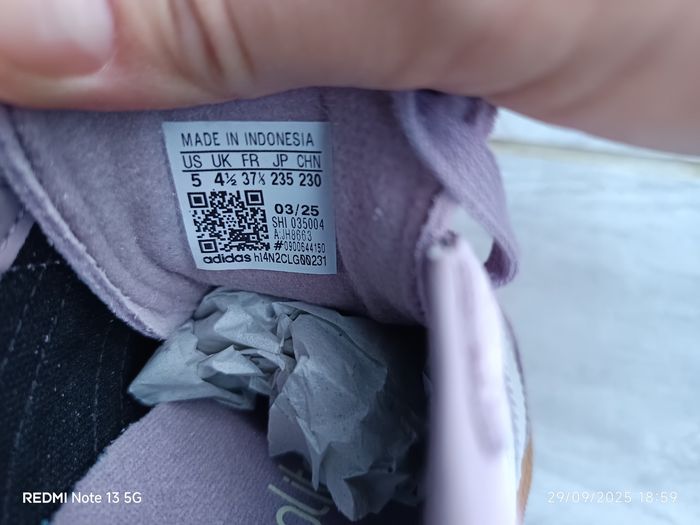 MADE IN INDONESIA
US UK FR JP CHN
5 4½ 37⅓ 235 230
03/25
SHI 035004
AJH8663
#0900644150
adidas hl4N2CLG00231
REDMI Note 13 5G
29/09/2025 18:59